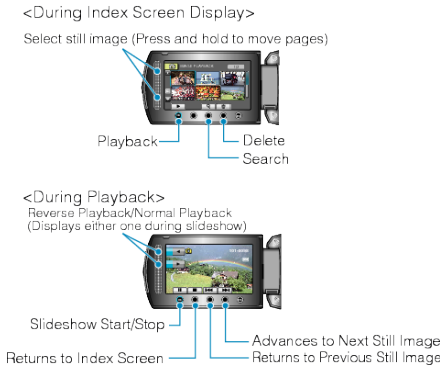 <During Index Screen Display>
Select still image (Press and hold to move pages)
Playback
Delete
Search
<During Playback>
Reverse Playback/Normal Playback
(Displays either one during slideshow)
Slideshow Start/Stop
Advances to Next Still Image
Returns to Index Screen
Returns to Previous Still Image